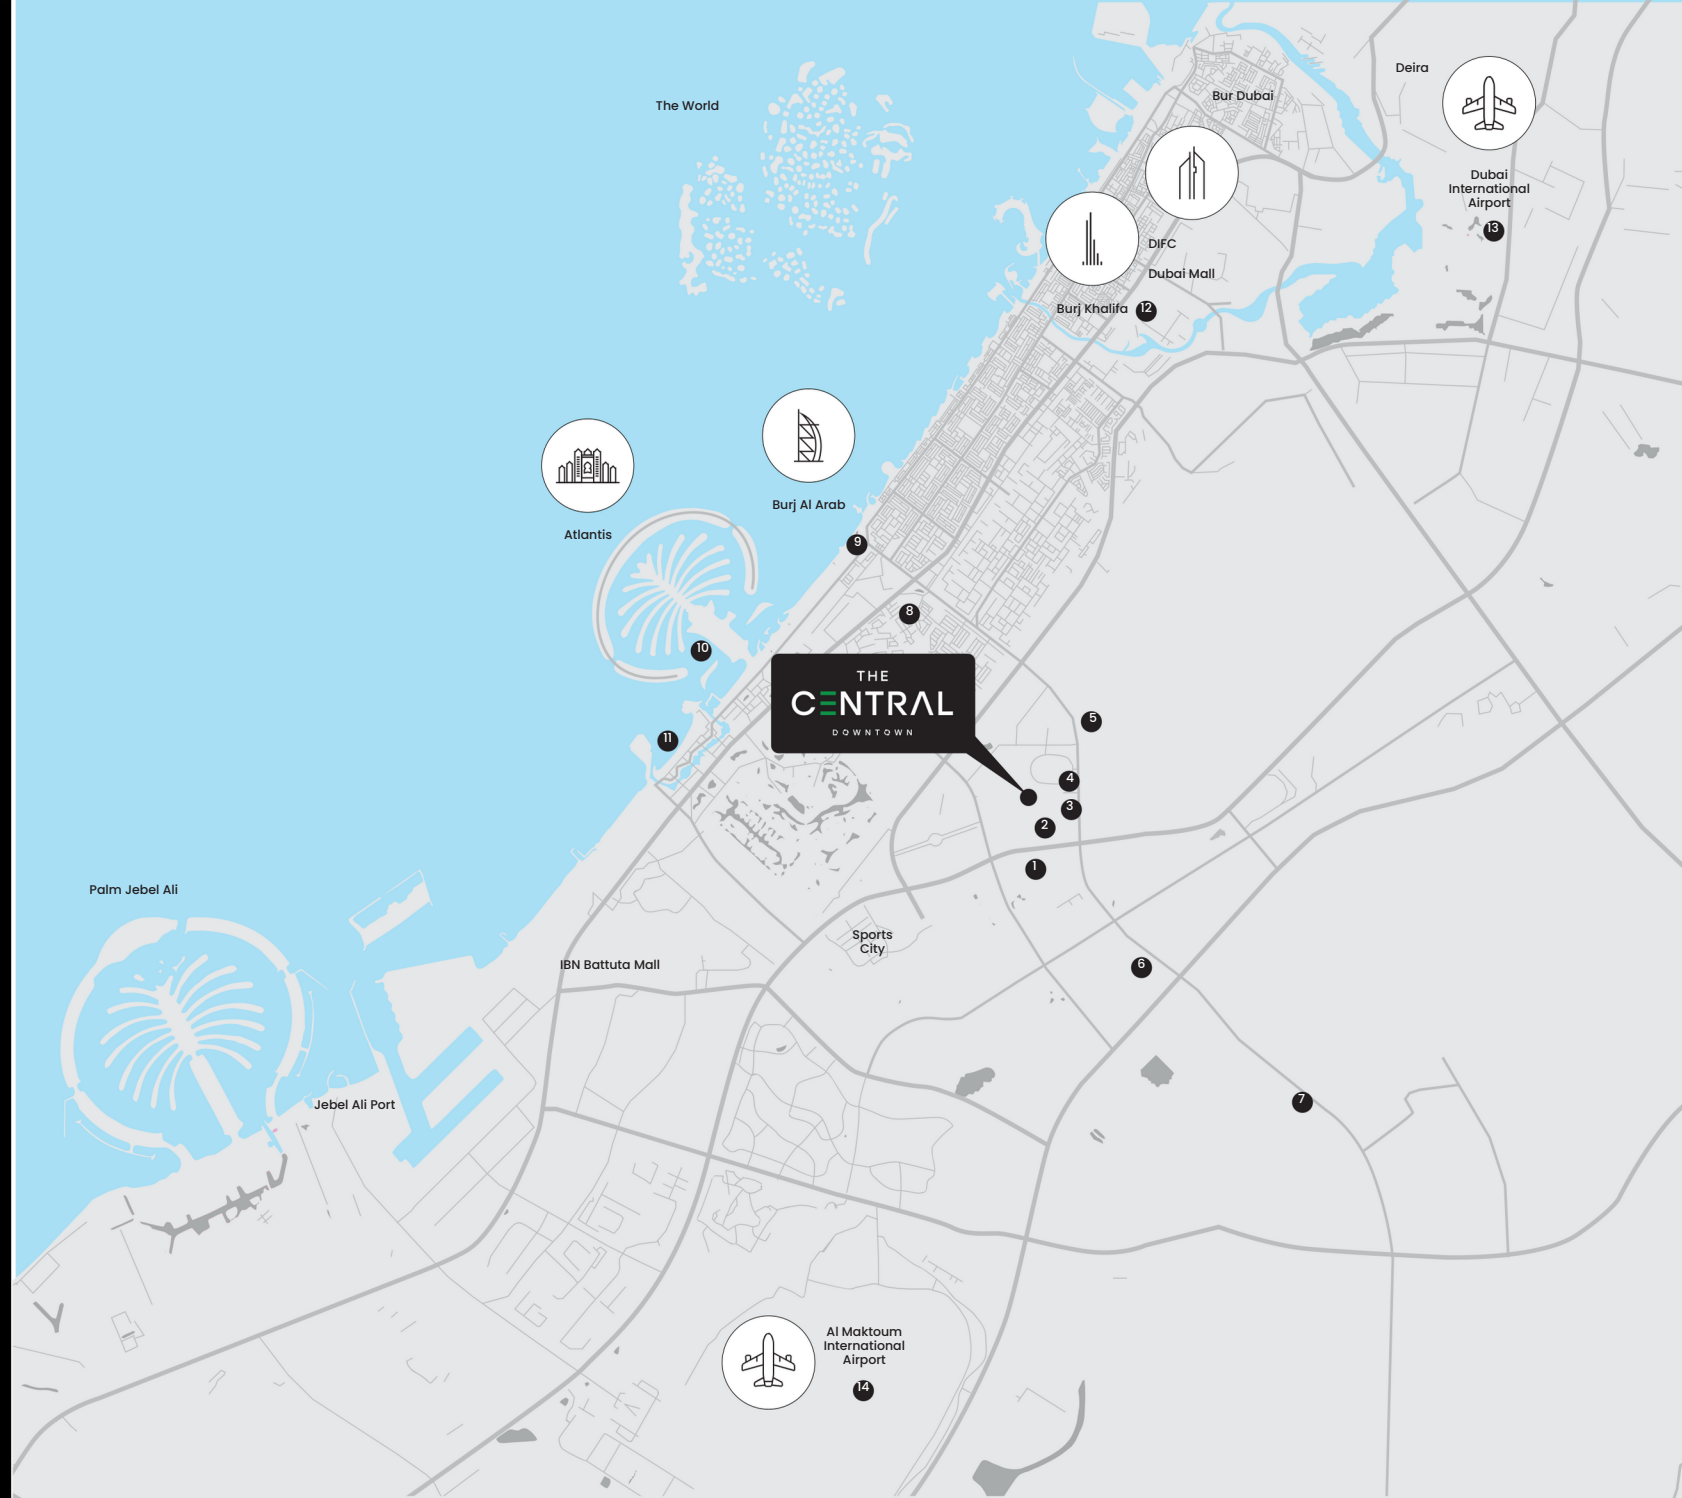 Deira
Bur Dubai
The World
Dubai
International
Airport
13
DIFC
Dubai Mall
Burj Khalifa
12
Burj Al Arab
Atlantis
9
8
10
THE
CENTRAL
DOWNTOWN
5
11
4
3
2
1
Palm Jebel Ali
Sports
City
IBN Battuta Mall
6
7
Jebel Ali Port
Al Maktoum
International
Airport
14